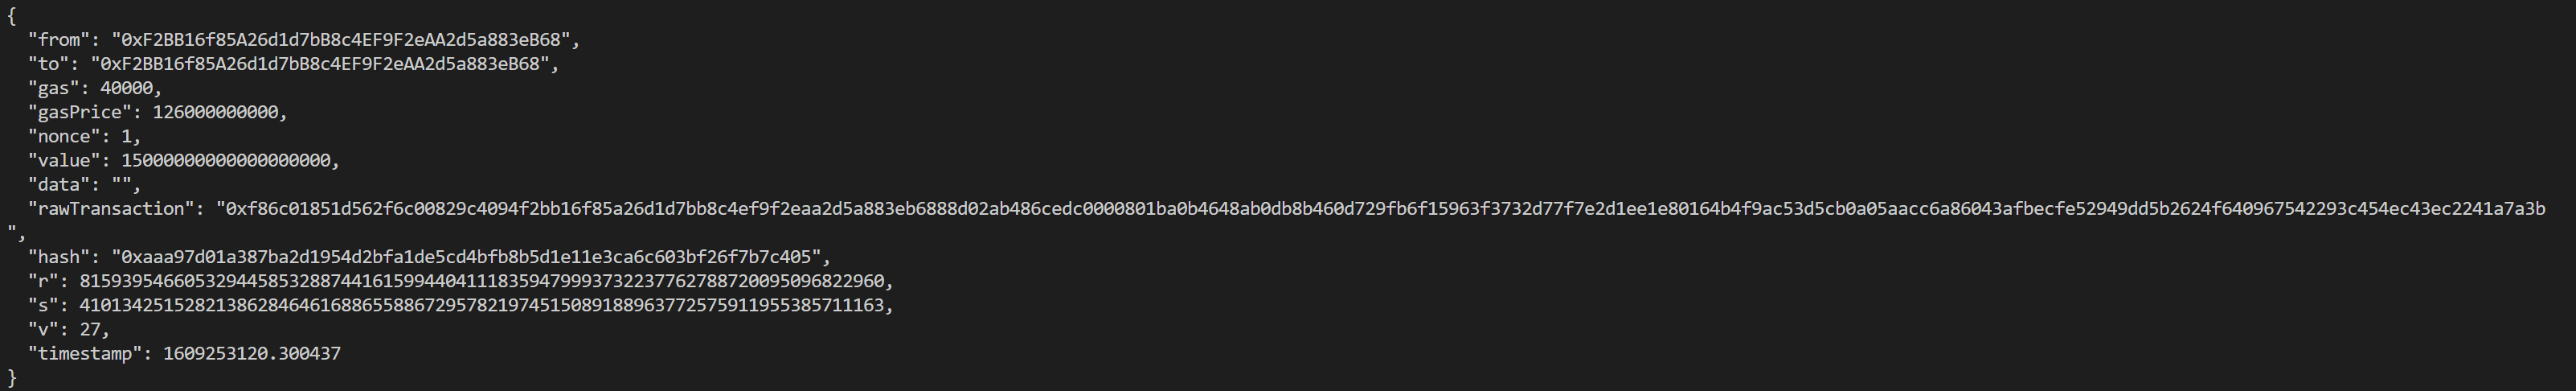 {
"from": "0xF2BB16f85A26d1d7bB8c4EF9F2eAA2d5a883eB68",
"to": "0xF2BB16f85A26d1d7bB8c4EF9F2eAA2d5a883eB68",
"gas": 40000,
"gasPrice": 126000000000,
"nonce": 1,
"value": 15000000000000000000,
"data": "",
"rawTransaction": "0xf86c01851d562f6c00829c4094f2bb16f85a26d1d7bb8c4ef9f2eaa2d5a883eb6888d02ab486cedc0000801ba0b4648ab0db8b460d729fb6f15963f3732d77f7e2d1ee1e80164b4f9ac53d5cb0a05aacc6a86043afbecfe52949dd5b2624f640967542293c454ec43ec2241a7a3b
",
"hash": "0xaaa97d01a387ba2d1954d2bfa1de5cd4bfb8b5d1e11e3ca6c603bf26f7b7c405",
"r": 81593954660532944585328874416159944041118359479993732237762788720095096822960,
"s": 41013425152821386284646168865588672957821974515089188963772575911955385711163,
"v": 27,
"timestamp": 1609253120.300437
}